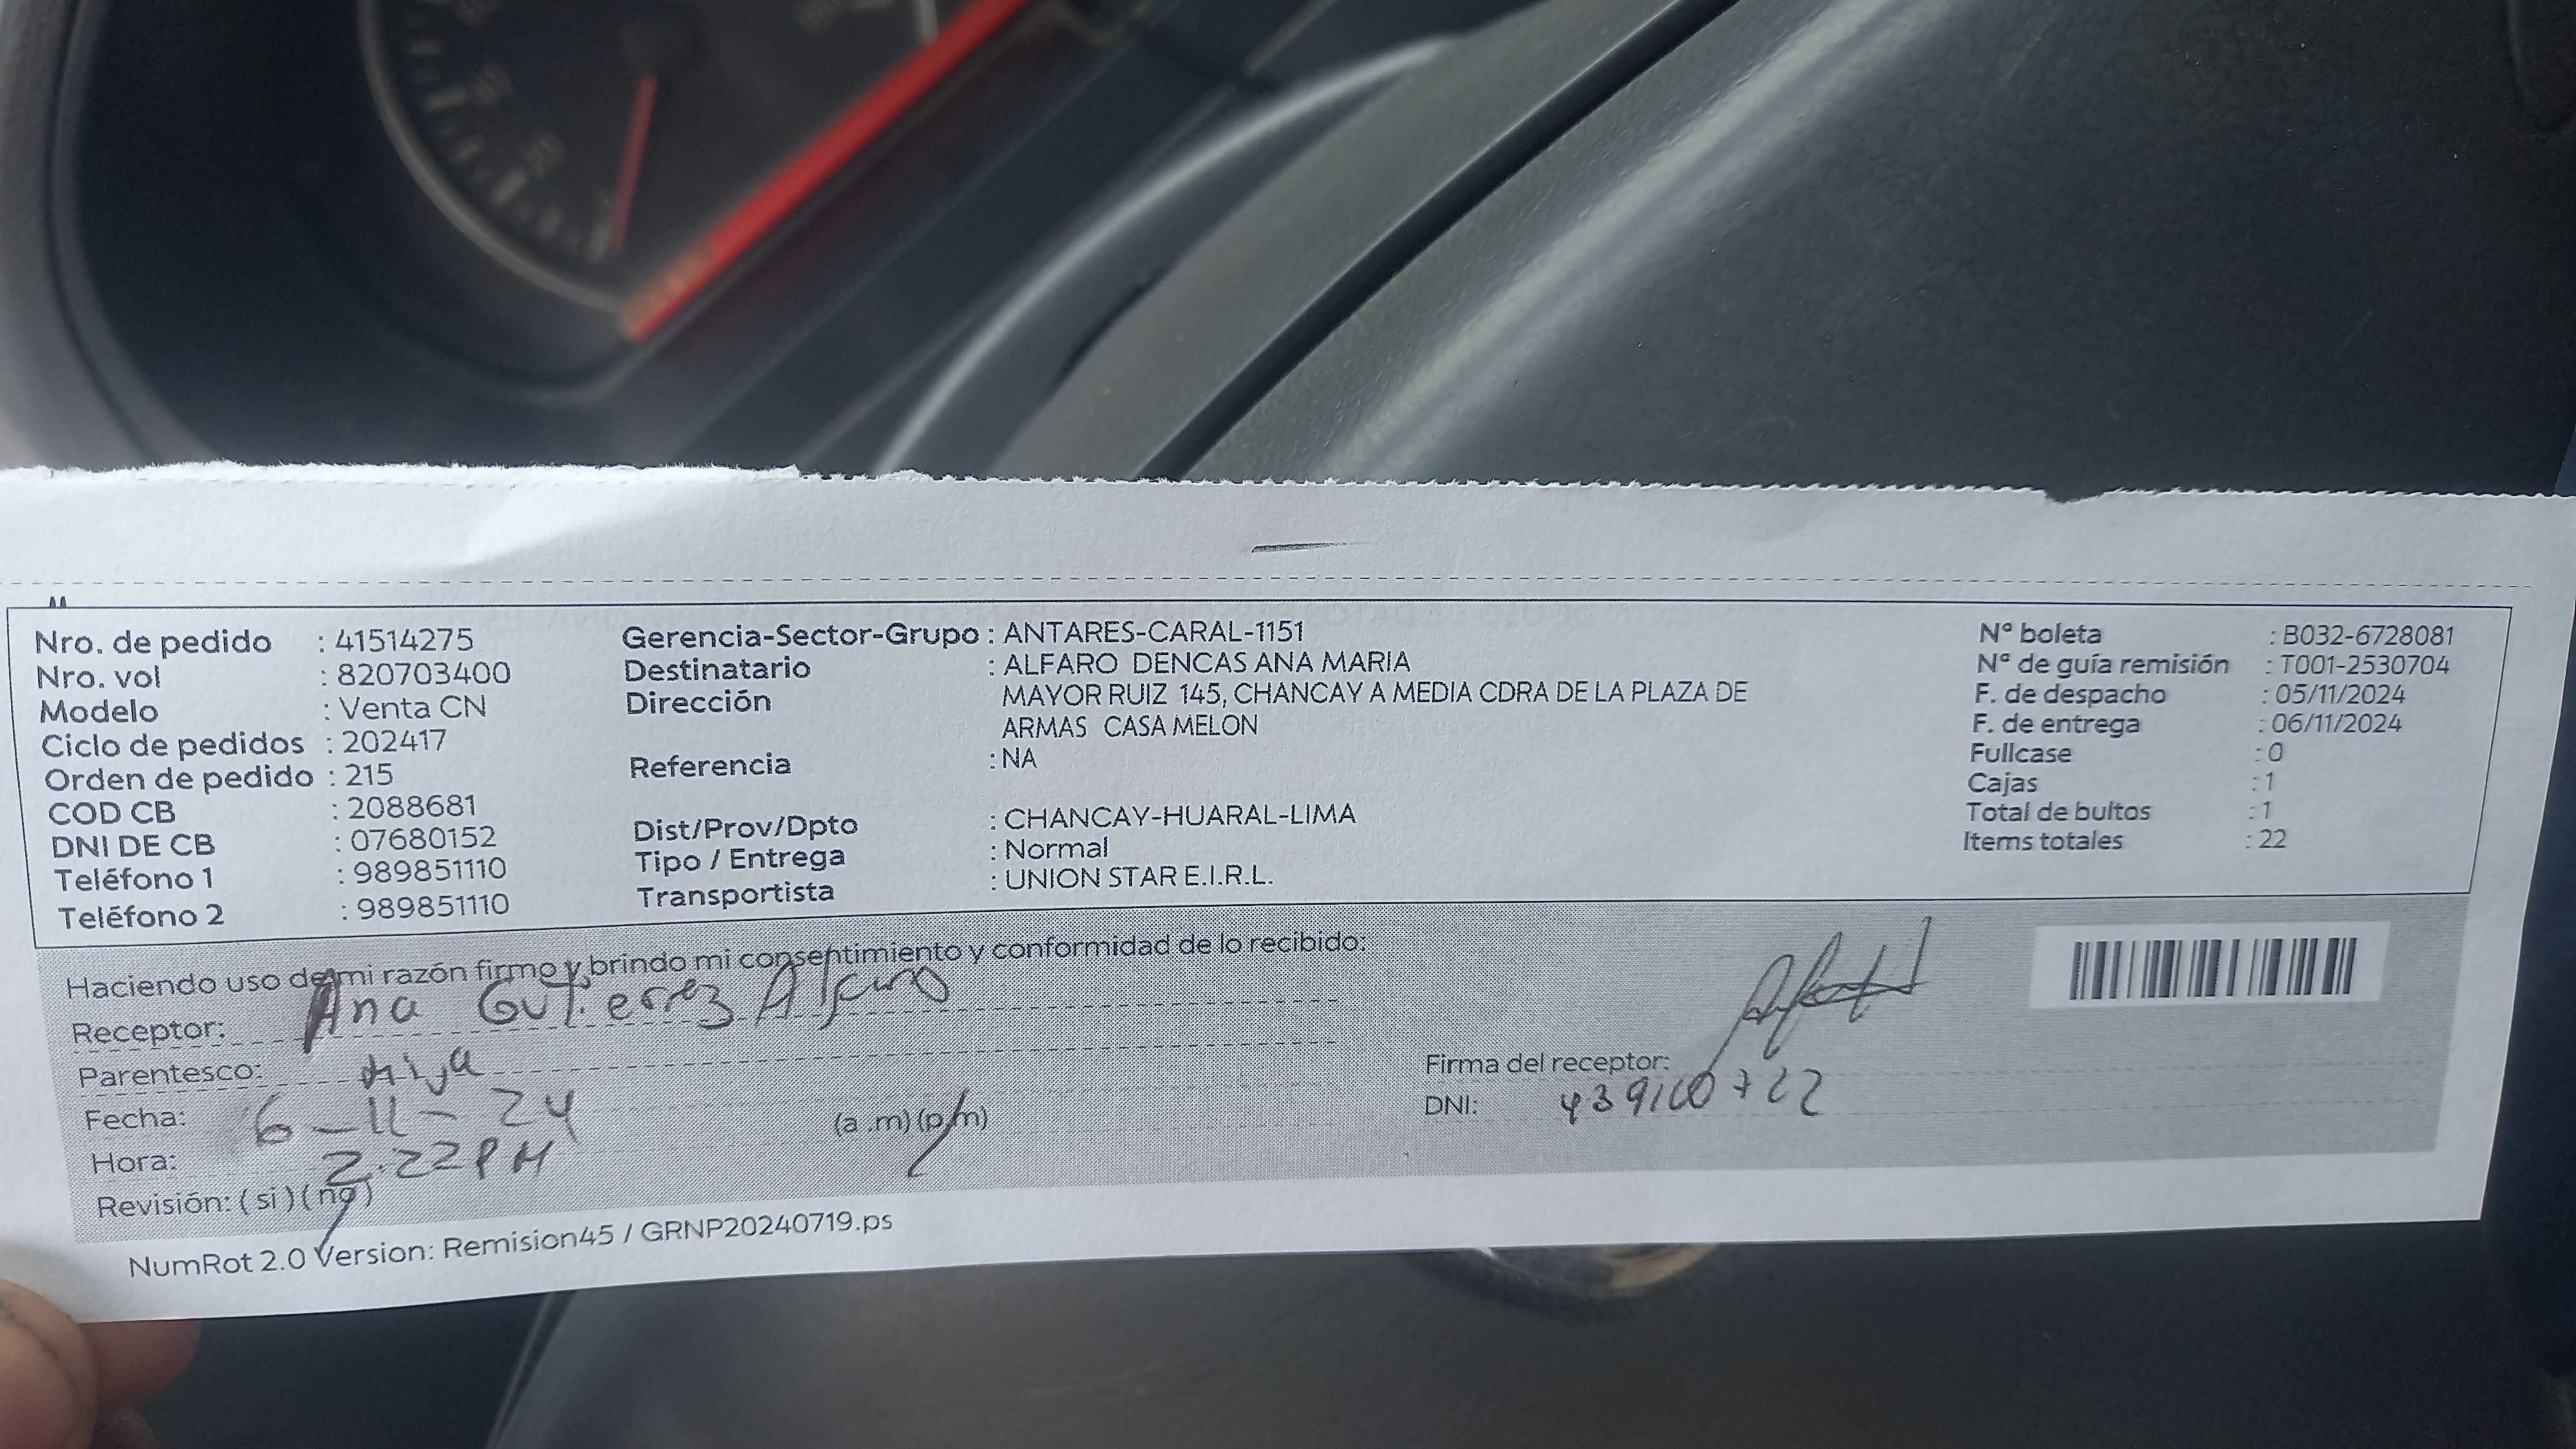 Nro. de pedido : 41514275
Nro. vol : 820703400
Modelo : Venta CN
Ciclo de pedidos : 202417
Orden de pedido : 215
COD CB : 2088681
DNI DE CB : 07680152
Teléfono 1 : 989851110
Teléfono 2 : 989851110
Gerencia-Sector-Grupo : ANTARES-CARAL-1151
Destinatario : ALFARO DENCAS ANA MARIA
Dirección MAYOR RUIZ 145, CHANCAY A MEDIA CDRA DE LA PLAZA DE
ARMAS CASA MELON
Referencia : NA
Dist/Prov/Dpto : CHANCAY-HUARAL-LIMA
Tipo / Entrega : Normal
Transportista : UNION STAR E.I.R.L.
Nº boleta : B032-6728081
Nº de guía remisión : T001-2530704
F. de despacho : 05/11/2024
F. de entrega : 06/11/2024
Fullcase : 0
Cajas : 1
Total de bultos : 1
Items totales : 22
Haciendo uso de mi razón firmo y brindo mi consentimiento y conformidad de lo recibido:
Receptor: Ana Gutierrez Alfaro
Parentesco: Hija
Fecha: 6-11-24
(a .m) (p.m)
Hora: 2.22 PM
Revisión: ( si ) ( no )
Firma del receptor:
DNI:
NumRot 2.0 Version: Remision45 / GRNP20240719.ps